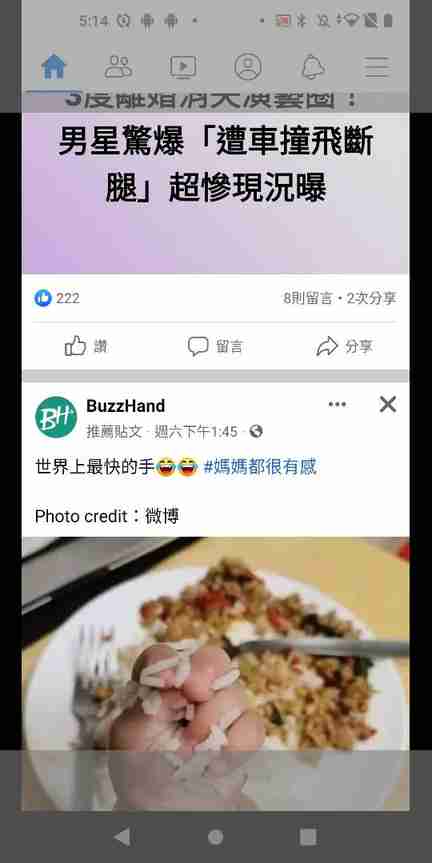 5:14
3度離婚消失演藝圈！
男星驚爆「遭車撞飛斷
腿」超慘現況曝
222
8則留言・2次分享
讚
留言
分享
BH
BuzzHand
推薦貼文・週六下午1:45・
世界上最快的手😂😂 #媽媽都很有感
Photo credit：微博